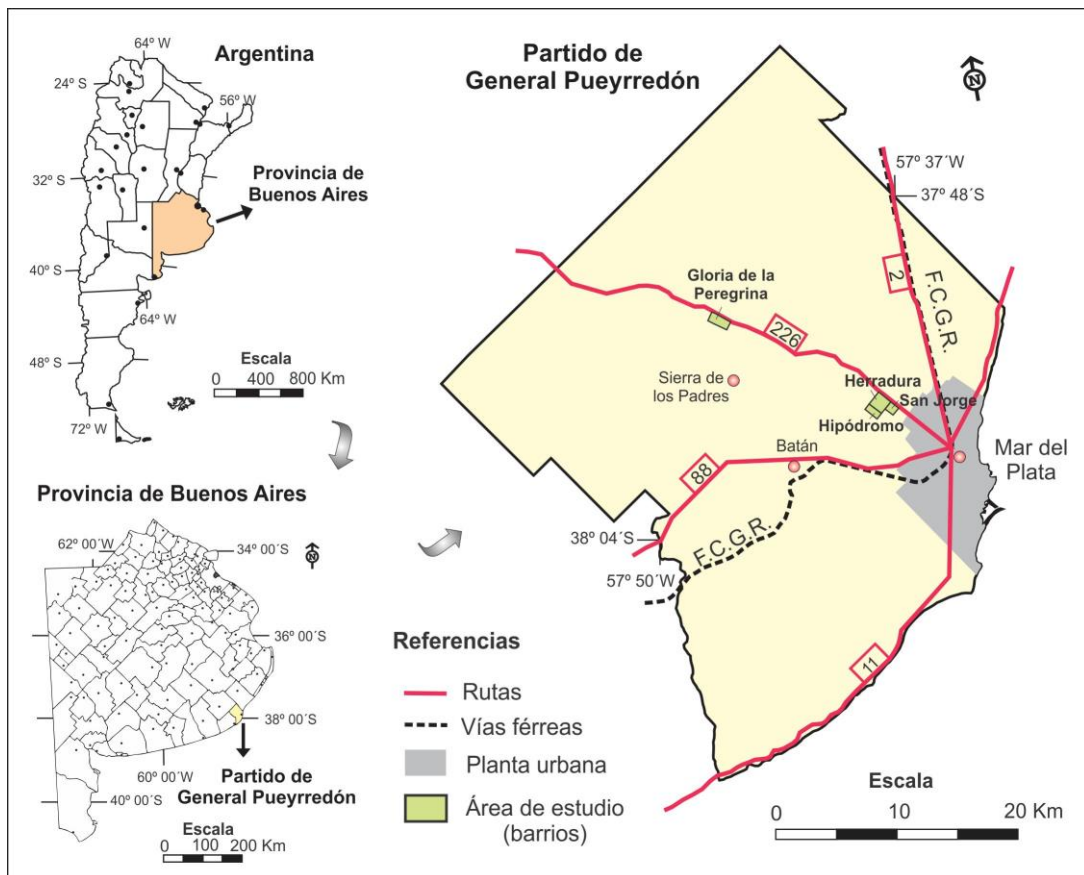 Argentina
64º W
24º S
56º W
Provincia de
Buenos Aires
32º S
40º S
64º W
48º S
Escala
0 400 800 Km
72º W
Provincia de Buenos Aires
62º 00´W
34º 00´S
N
36º 00´S
38º 00´S
60º 00´W
Partido de
General Pueyrredón
40º 00´S
Escala
0 100 200 Km
Partido de
General Pueyrredón
N
57º 37´W
37º 48´S
2
F.C.G.R.
Gloria de la
Peregrina
226
Sierra de
los Padres
Herradura
San Jorge
Hipódromo
Batán
Mar del
Plata
88
38º 04´S
F.C.G.R.
57º 50´W
11
Referencias
Rutas
Vías férreas
Planta urbana
Área de estudio
(barrios)
Escala
0 10 20 Km